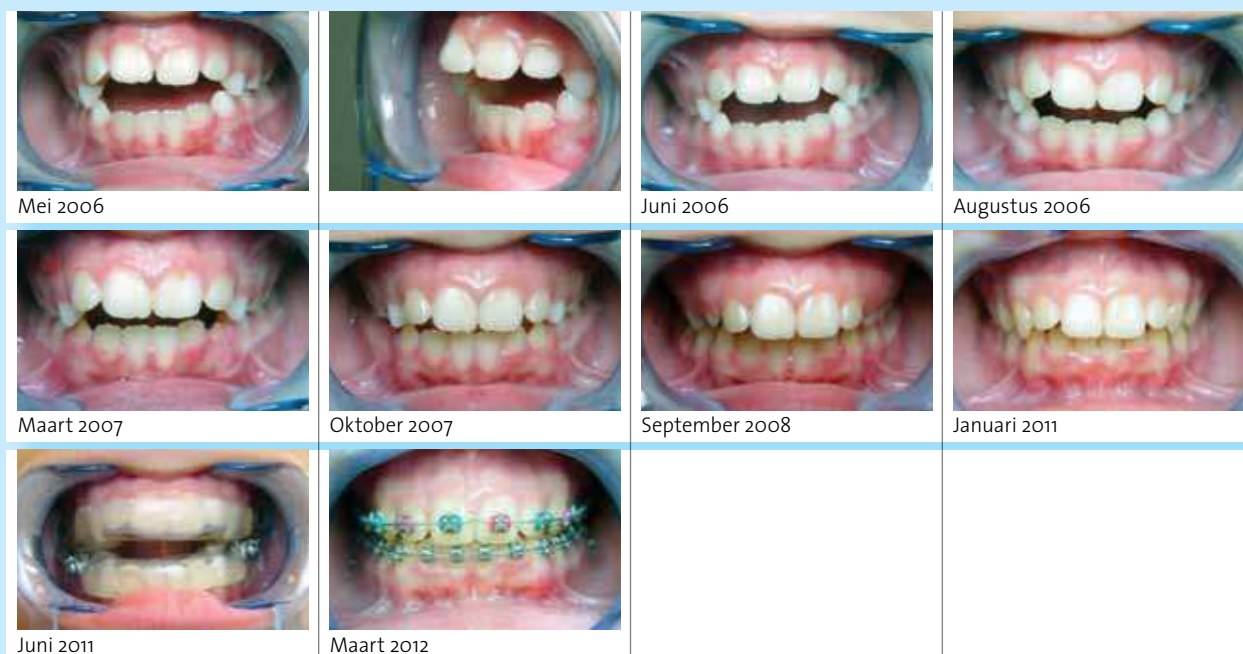 Mei 2006
Juni 2006
Augustus 2006
Maart 2007
Oktober 2007
September 2008
Januari 2011
Juni 2011
Maart 2012